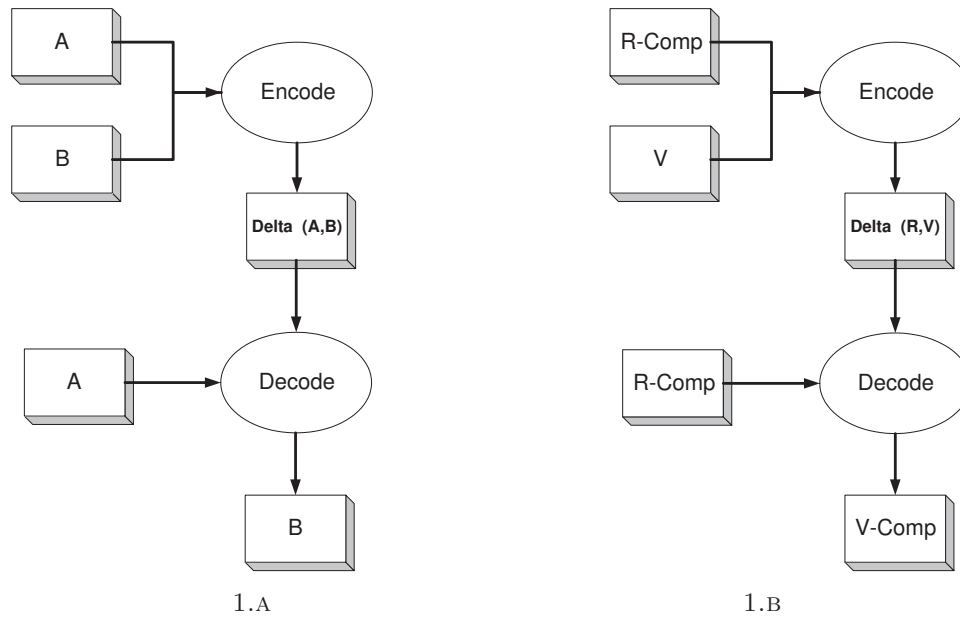 A
Encode
B
Delta (A,B)
A
Decode
B
1.A
R-Comp
Encode
V
Delta (R,V)
R-Comp
Decode
V-Comp
1.B